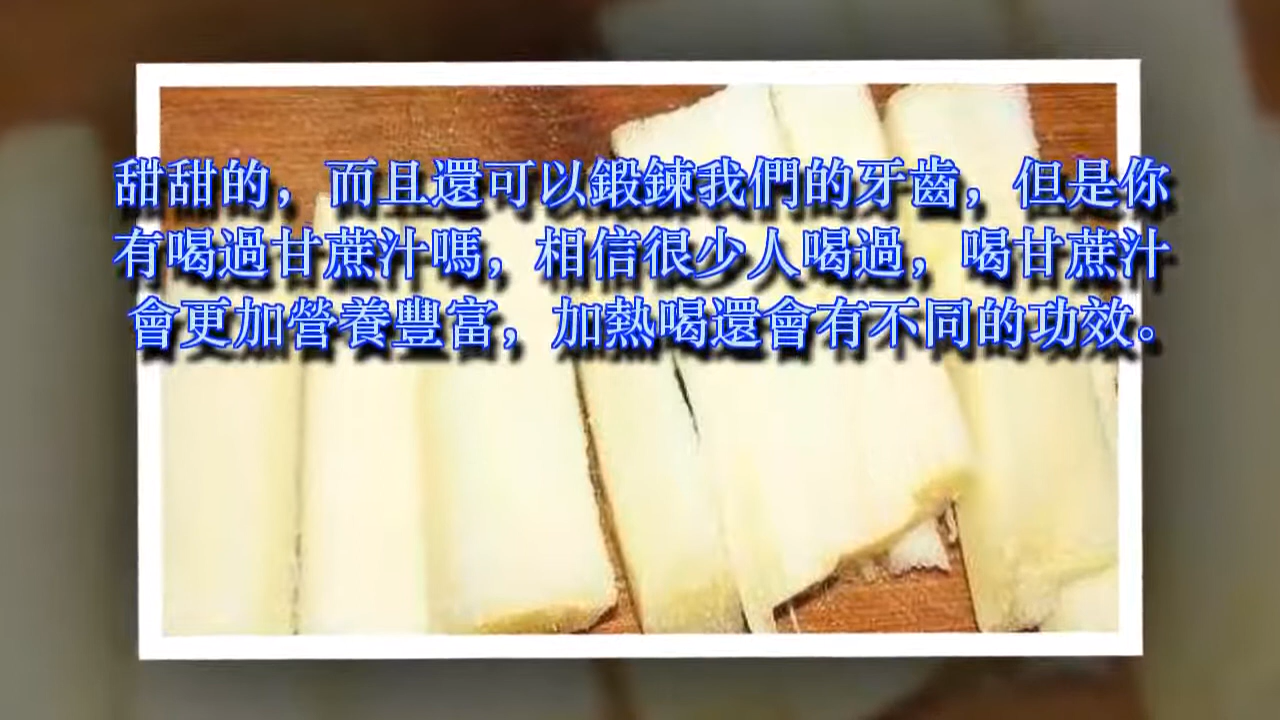 甜甜的，而且還可以鍛鍊我們的牙齒，但是你
有喝過甘蔗汁嗎，相信很少人喝過，喝甘蔗汁
會更加營養豐富，加熱喝還會有不同的功效。